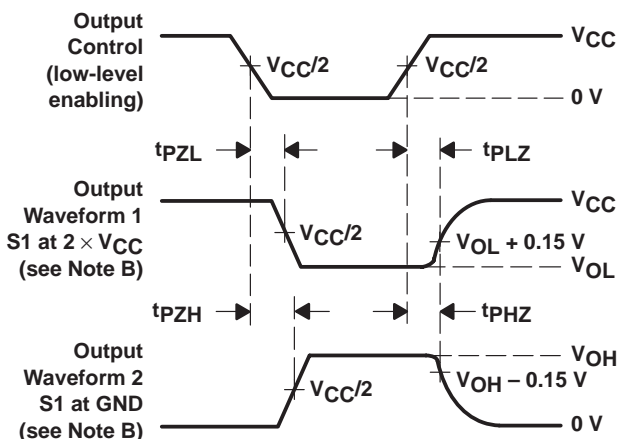 Output
Control
(low-level
enabling)
VCC/2
VCC/2
VCC
0 V
tPZL
tPLZ
Output
Waveform 1
S1 at 2 × VCC
(see Note B)
VCC/2
VCC
VOL + 0.15 V
VOL
tPZH
tPHZ
Output
Waveform 2
S1 at GND
(see Note B)
VCC/2
VOH
VOH – 0.15 V
0 V